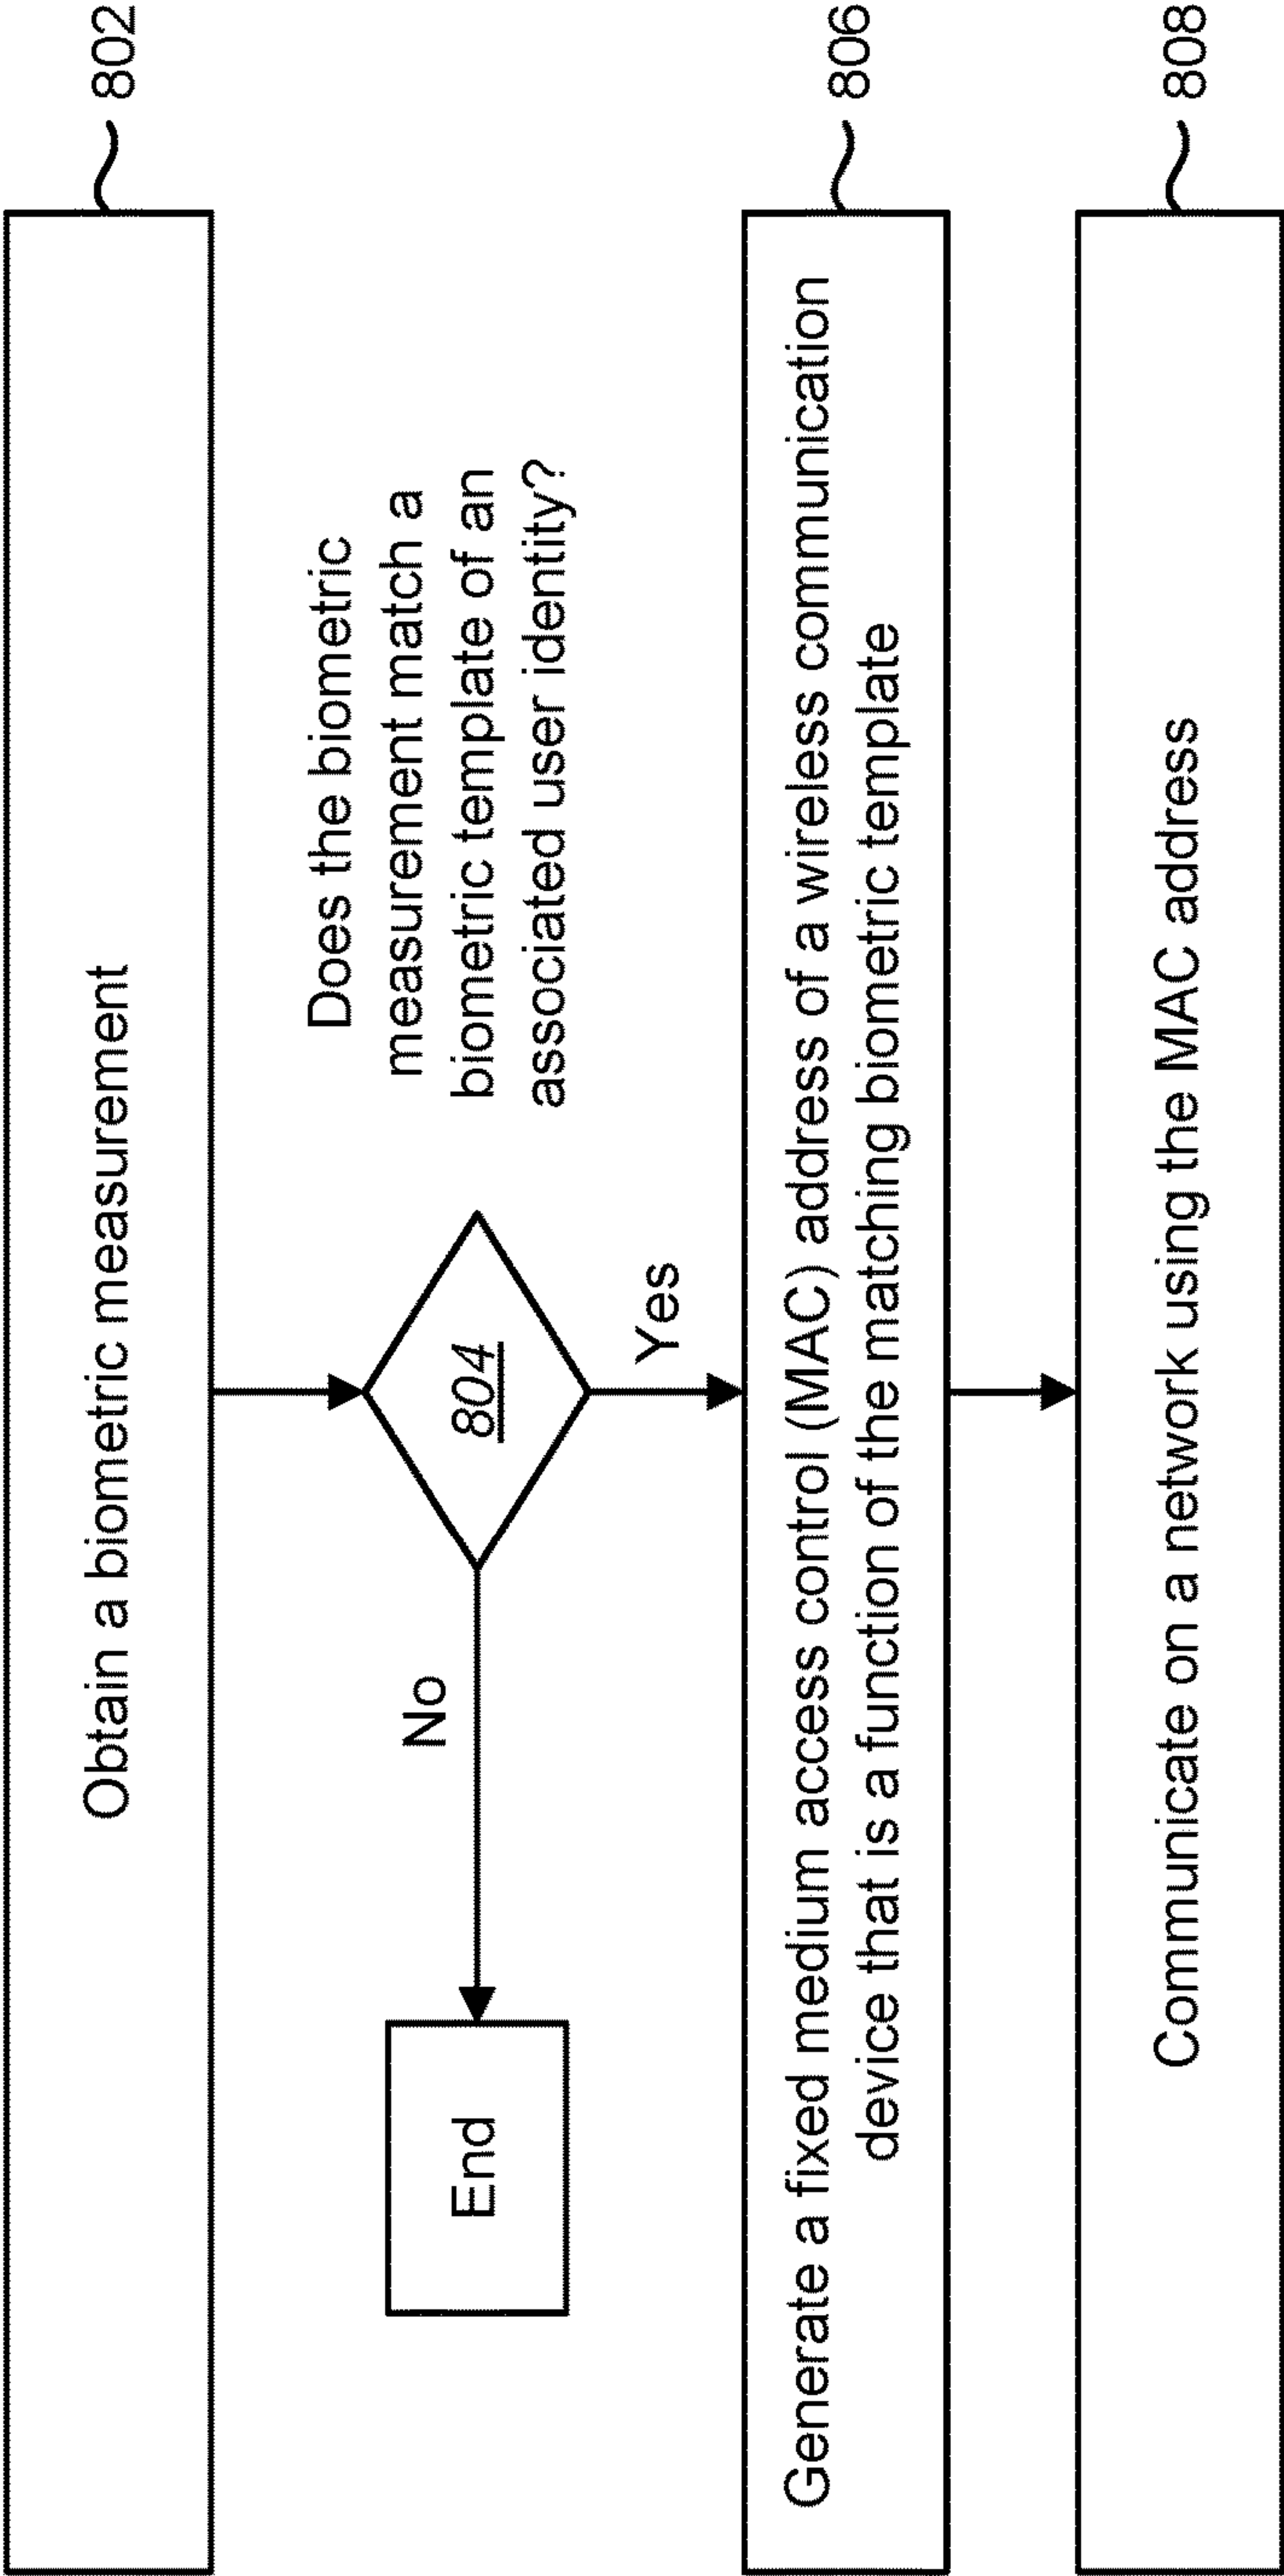 Obtain a biometric measurement
802
Does the biometric
measurement match a
biometric template of an
associated user identity?
804
No
End
Yes
Generate a fixed medium access control (MAC) address of a wireless communication
device that is a function of the matching biometric template
806
Communicate on a network using the MAC address
808